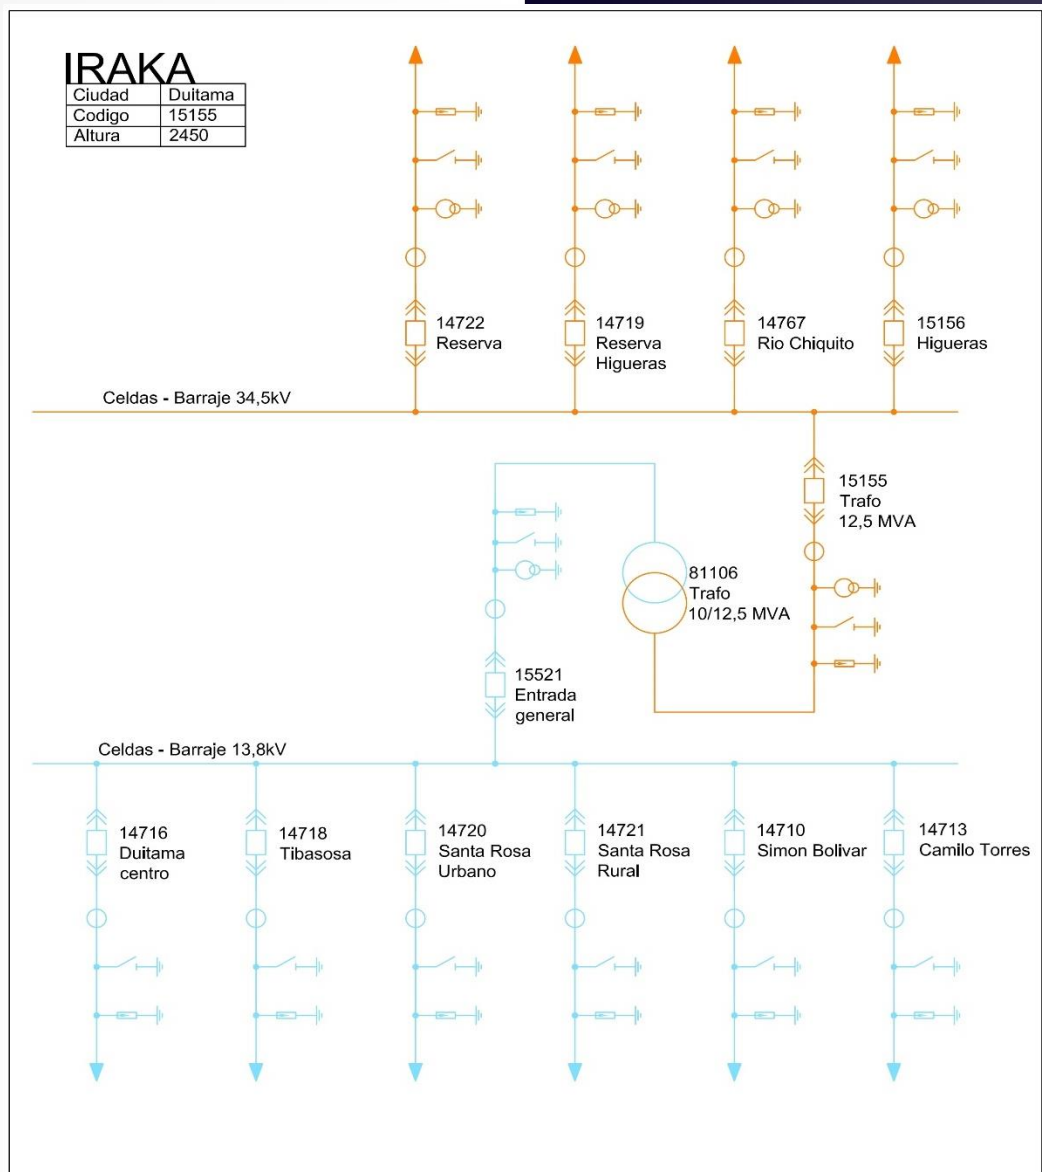 IRAKA
Ciudad Duitama
Codigo 15155
Altura 2450
14722
Reserva
14719
Reserva
Higueras
14767
Rio Chiquito
15156
Higueras
Celdas - Barraje 34,5kV
15155
Trafo
12,5 MVA
81106
Trafo
10/12,5 MVA
15521
Entrada
general
Celdas - Barraje 13,8kV
14716
Duitama
centro
14718
Tibasosa
14720
Santa Rosa
Urbano
14721
Santa Rosa
Rural
14710
Simon Bolivar
14713
Camilo Torres